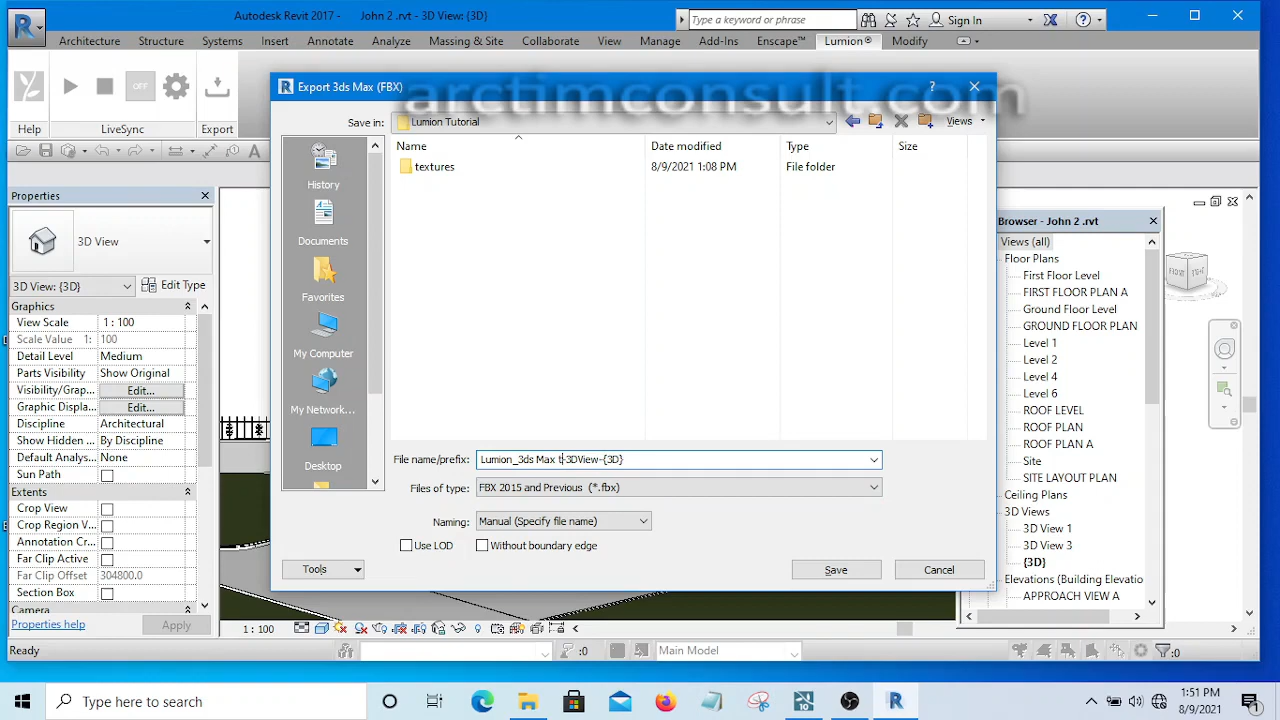 Autodesk Revit 2017 -
John 2 .rvt - 3D View: {3D}
Type a keyword or phrase
Sign In
Architecture
Structure
Systems
Insert
Annotate
Analyze
Massing & Site
Collaborate
View
Manage
Add-Ins
Enscape™
Lumion®
Modify
OFF
Help
LiveSync
Export
Export 3ds Max (FBX)
arctimconsult.com
Save in:
Lumion Tutorial
Views
Name
Date modified
Type
Size
textures
8/9/2021 1:08 PM
File folder
History
Documents
Favorites
My Computer
My Network...
Desktop
File name/prefix:
Lumion_3ds Max t-3DView-{3D}
Files of type:
FBX 2015 and Previous (*.fbx)
Naming:
Manual (Specify file name)
Use LOD
Without boundary edge
Tools
Save
Cancel
Properties
3D View
3D View: {3D}
Edit Type
Graphics
View Scale
1 : 100
Scale Value 1:
100
Detail Level
Medium
Parts Visibility
Show Original
Visibility/Grap...
Edit...
Graphic Displa...
Edit...
Discipline
Architectural
Show Hidden ...
By Discipline
Sun Path
Extents
Crop View
Crop Region V...
Annotation Cr...
Far Clip Active
Far Clip Offset
304800.0
Section Box
Camera
Properties help
Apply
Browser - John 2 .rvt
Views (all)
Floor Plans
First Floor Level
FIRST FLOOR PLAN A
Ground Floor Level
GROUND FLOOR PLAN
Level 1
Level 2
Level 4
Level 6
ROOF LEVEL
ROOF PLAN
ROOF PLAN A
Site
SITE LAYOUT PLAN
Ceiling Plans
3D Views
3D View 1
3D View 3
{3D}
Elevations (Building Elevatio
APPROACH VIEW A
1 : 100
Ready
:0
Main Model
:0
Type here to search
1:51 PM
8/9/2021